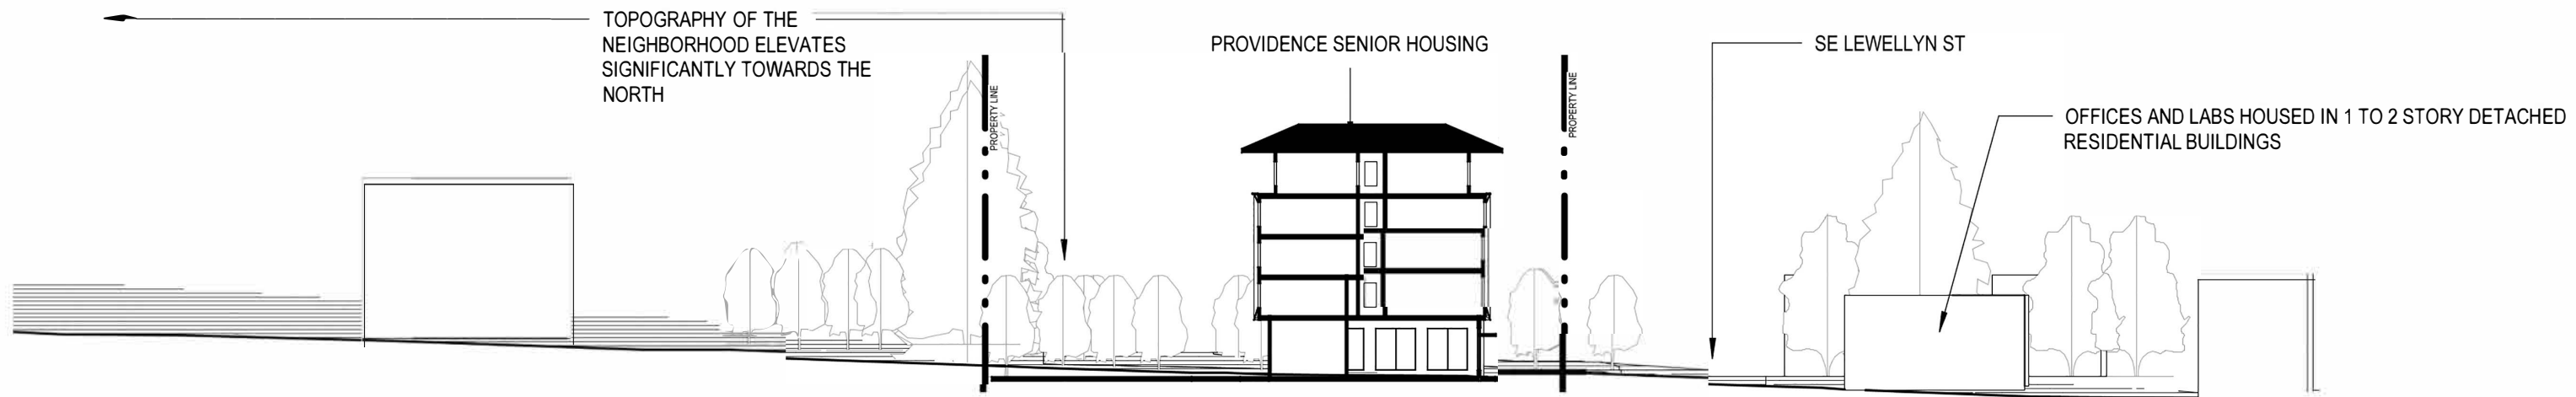 TOPOGRAPHY OF THE
NEIGHBORHOOD ELEVATES
SIGNIFICANTLY TOWARDS THE
NORTH
PROPERTY LINE
PROVIDENCE SENIOR HOUSING
PROPERTY LINE
SE LEWELLYN ST
OFFICES AND LABS HOUSED IN 1 TO 2 STORY DETACHED
RESIDENTIAL BUILDINGS